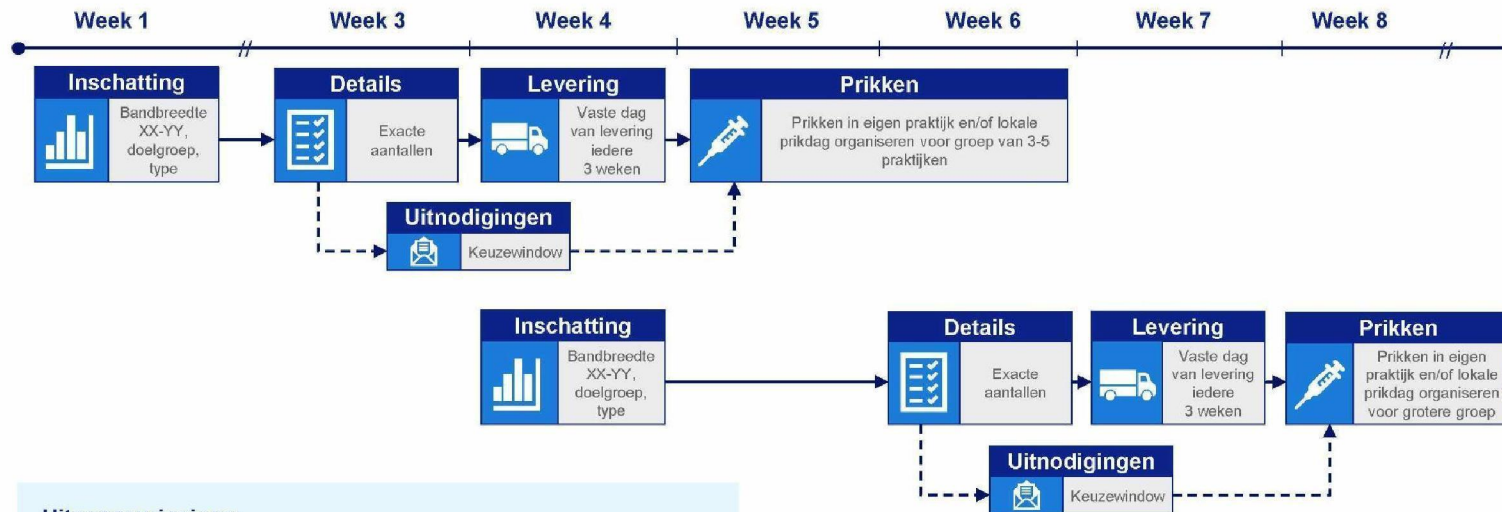 Week 1
Week 3
Week 4
Week 5
Week 6
Week 7
Week 8
Inschatting
Bandbreedte
XX-YY,
doelgroep,
type
Details
Exacte
aantallen
Levering
Vaste dag
van levering
iedere
3 weken
Prikken
Prikken in eigen praktijk en/of lokale
prikdag organiseren voor groep van 3-5
praktijken
Uitnodigingen
Keuzewindow
Inschatting
Bandbreedte
XX-YY,
doelgroep,
type
Details
Exacte
aantallen
Levering
Vaste dag
van levering
iedere
3 weken
Prikken
Prikken in eigen
praktijk en/of lokale
prikdag organiseren
voor grotere groep
Uitnodigingen
Keuzewindow